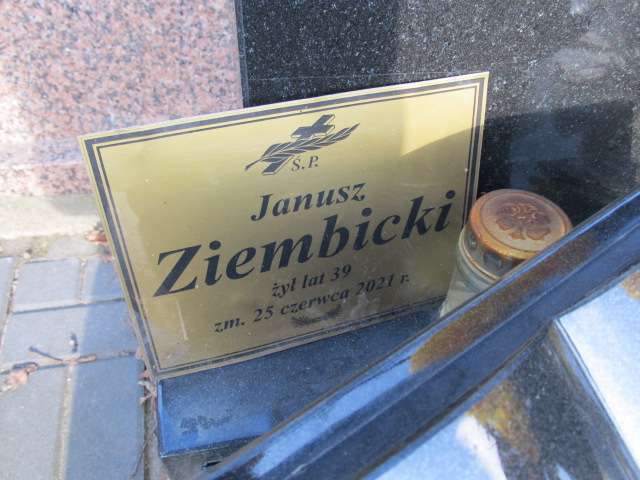 Ś.P.
Janusz
Ziembicki
żył lat 39
zm. 25 czerwca 2021 r.